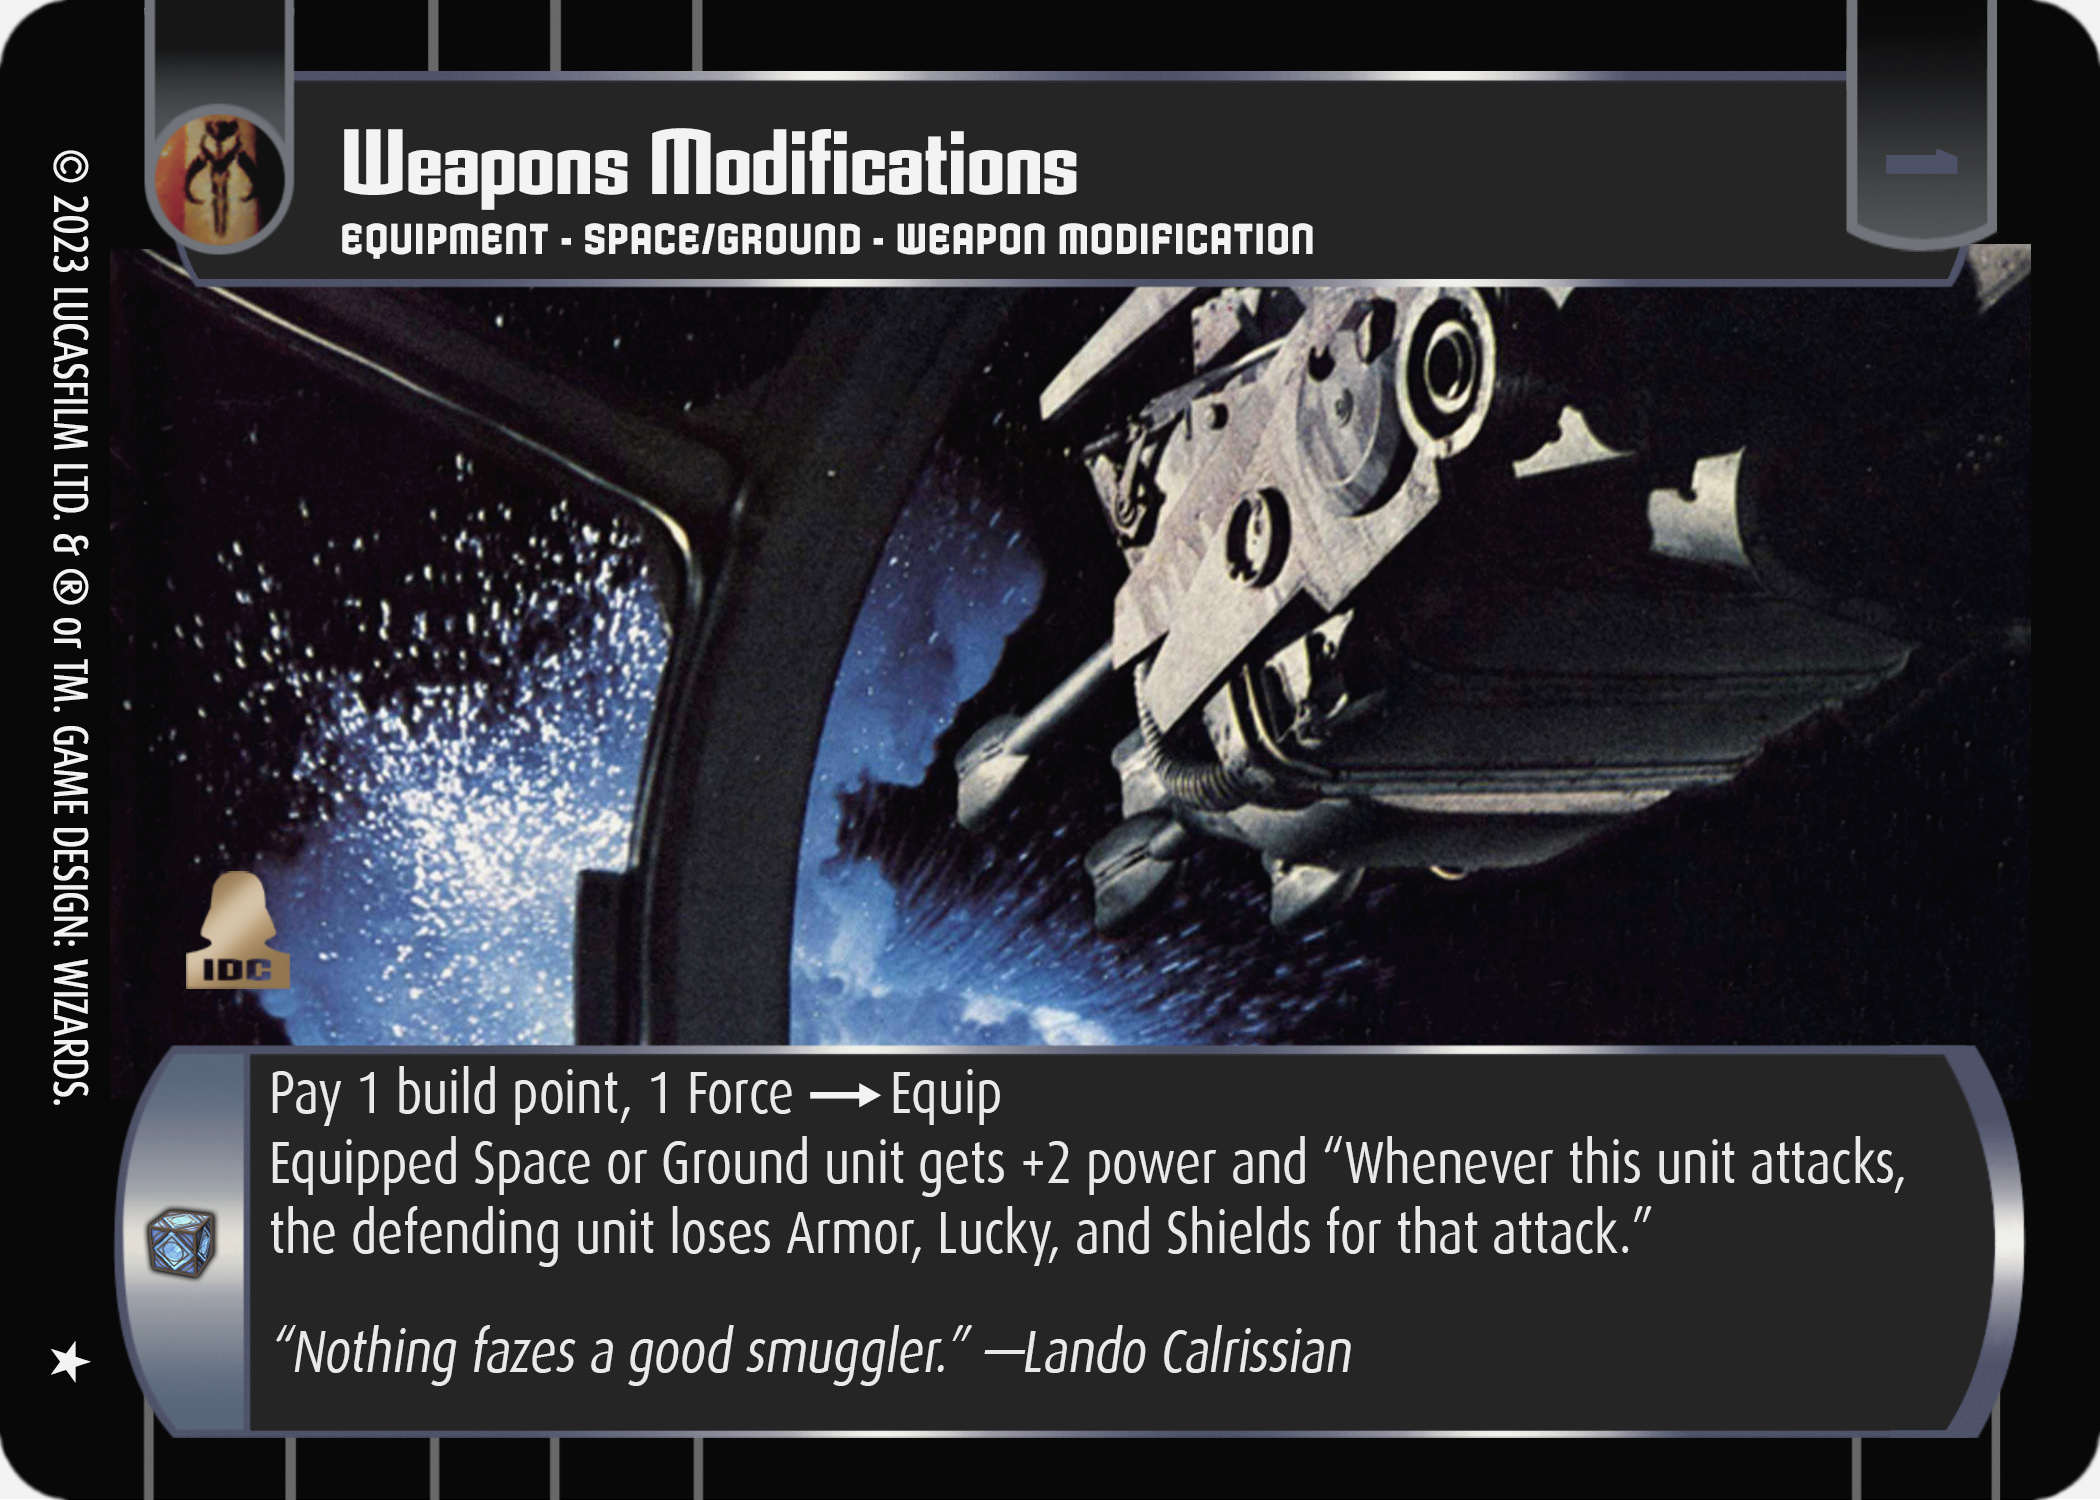 Weapons Modifications
EQUIPMENT - SPACE/GROUND - WEAPON MODIFICATION
1
IDC
Pay 1 build point, 1 Force → Equip
Equipped Space or Ground unit gets +2 power and “Whenever this unit attacks,
the defending unit loses Armor, Lucky, and Shields for that attack.”
“Nothing fazes a good smuggler.” —Lando Calrissian
© 2023 LUCASFILM LTD. & ® or TM. GAME DESIGN: WIZARDS.